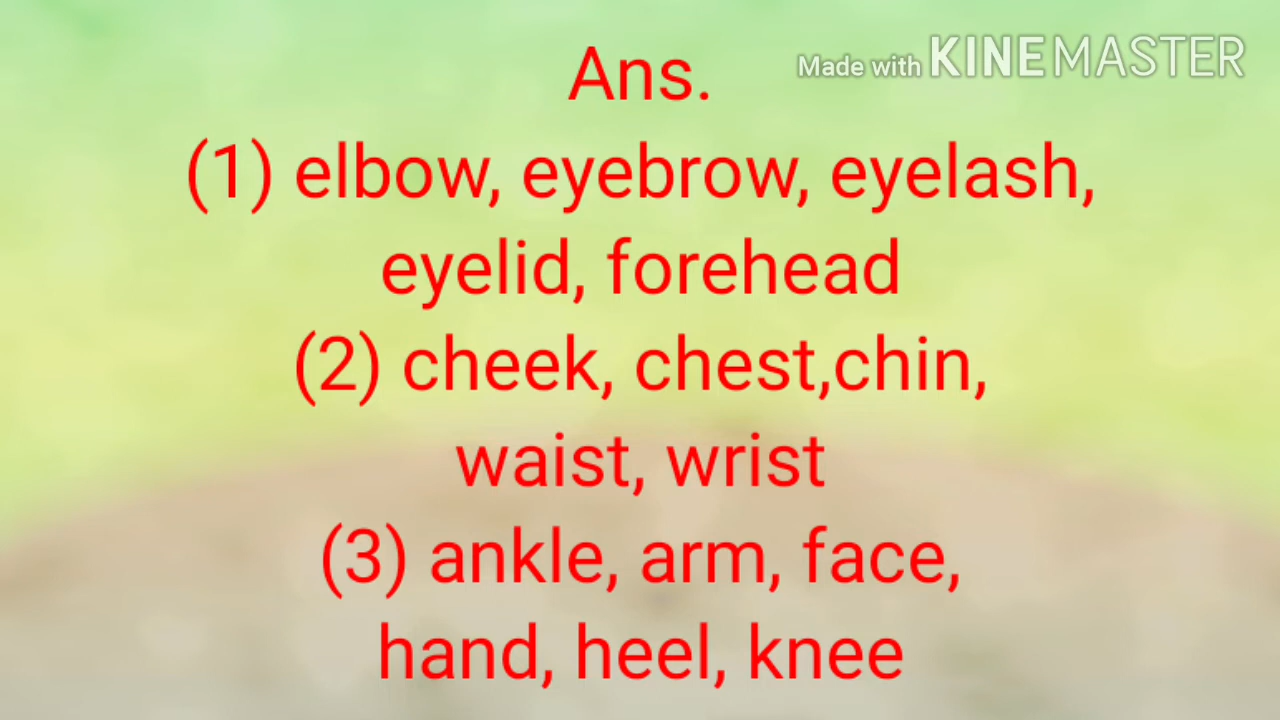 Made with KINEMASTER
Ans.
(1) elbow, eyebrow, eyelash,
eyelid, forehead
(2) cheek, chest,chin,
waist, wrist
(3) ankle, arm, face,
hand, heel, knee